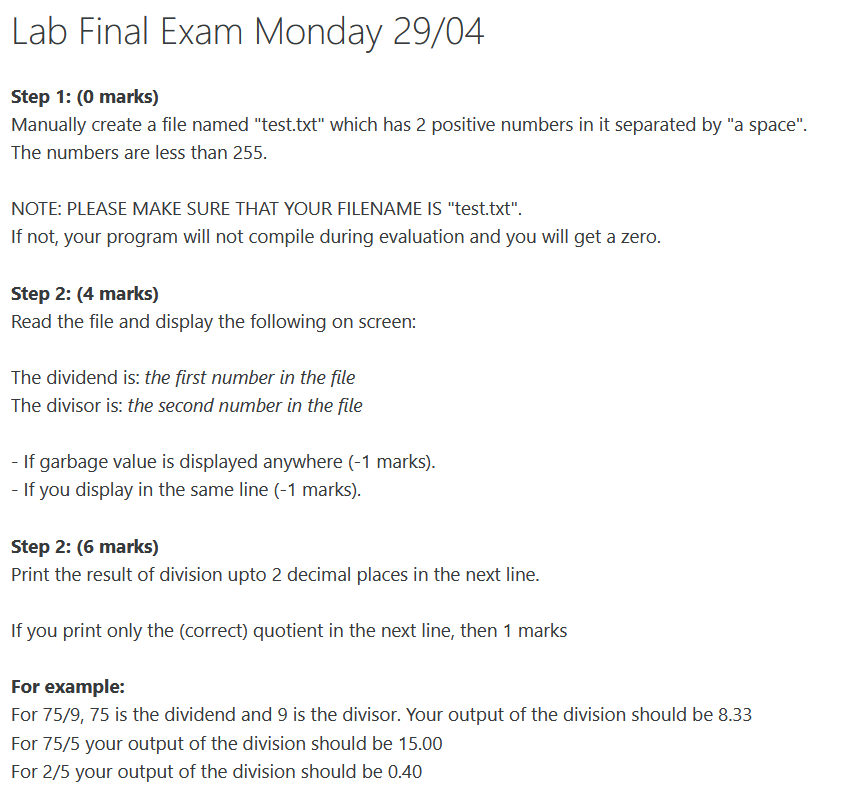 Lab Final Exam Monday 29/04
Step 1: (0 marks)
Manually create a file named "test.txt" which has 2 positive numbers in it separated by "a space".
The numbers are less than 255.
NOTE: PLEASE MAKE SURE THAT YOUR FILENAME IS "test.txt".
If not, your program will not compile during evaluation and you will get a zero.
Step 2: (4 marks)
Read the file and display the following on screen:
The dividend is: the first number in the file
The divisor is: the second number in the file
- If garbage value is displayed anywhere (-1 marks).
- If you display in the same line (-1 marks).
Step 2: (6 marks)
Print the result of division upto 2 decimal places in the next line.
If you print only the (correct) quotient in the next line, then 1 marks
For example:
For 75/9, 75 is the dividend and 9 is the divisor. Your output of the division should be 8.33
For 75/5 your output of the division should be 15.00
For 2/5 your output of the division should be 0.40